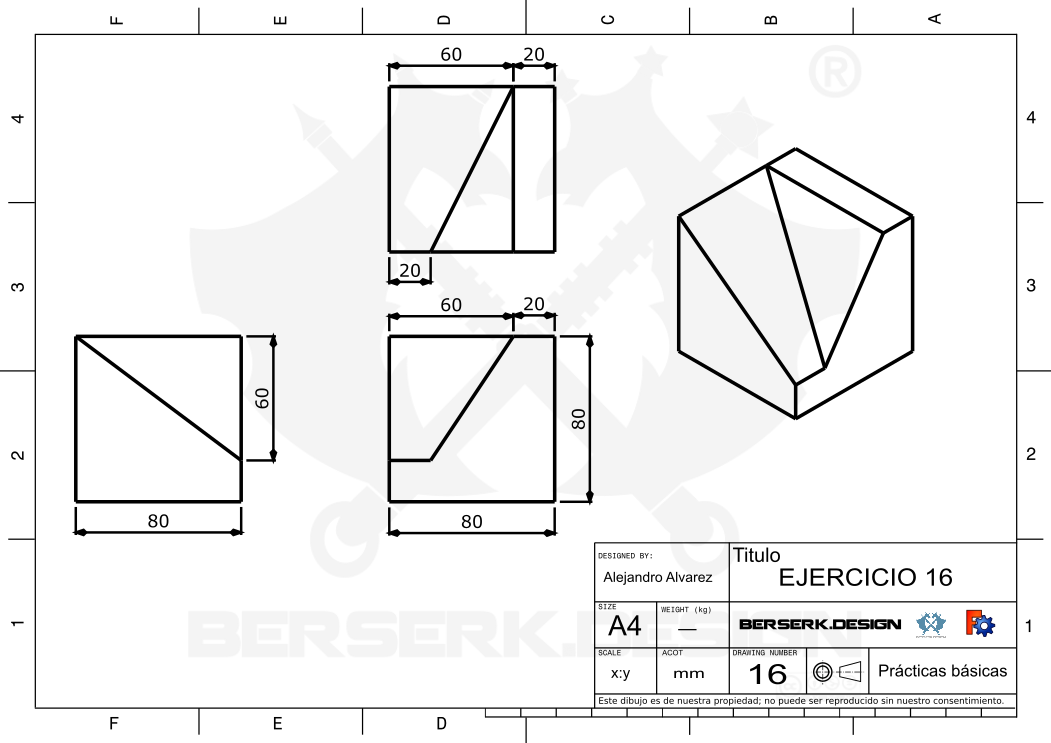 F E D C B A
®
60 20
4 4
20
3 3
60 20
60
80
2 2
80 80
DESIGNED BY:
Alejandro Alvarez
Titulo
EJERCICIO 16
SIZE
A4
WEIGHT (kg)
—
BERSERK.DESIGN
BERSERK.DESIGN
1 1
SCALE
x:y
ACOT
mm
DRAWING NUMBER
16
Prácticas básicas
Este dibujo es de nuestra propiedad; no puede ser reproducido sin nuestro consentimiento.
F E D